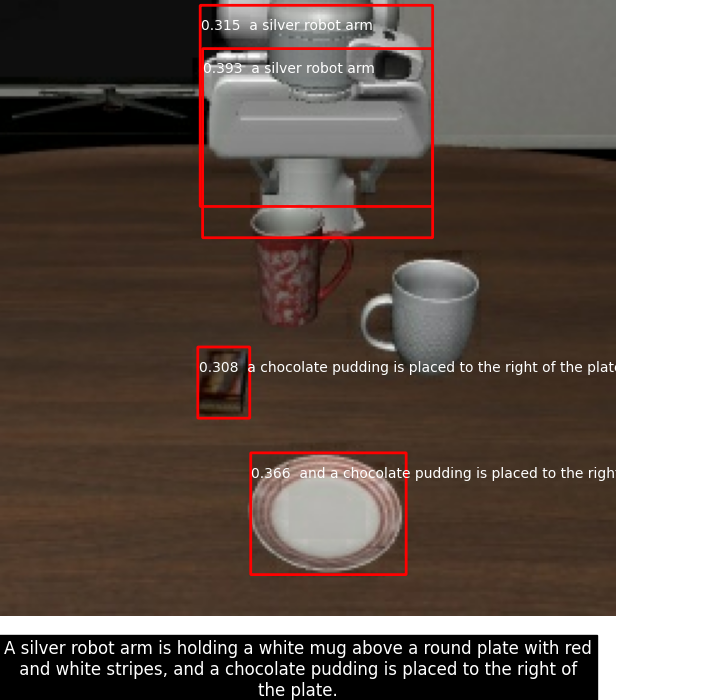 0.315 a silver robot arm
0.393 a silver robot arm
0.308 a chocolate pudding is placed to the right of the plate
0.366 and a chocolate pudding is placed to the right
A silver robot arm is holding a white mug above a round plate with red
and white stripes, and a chocolate pudding is placed to the right of
the plate.